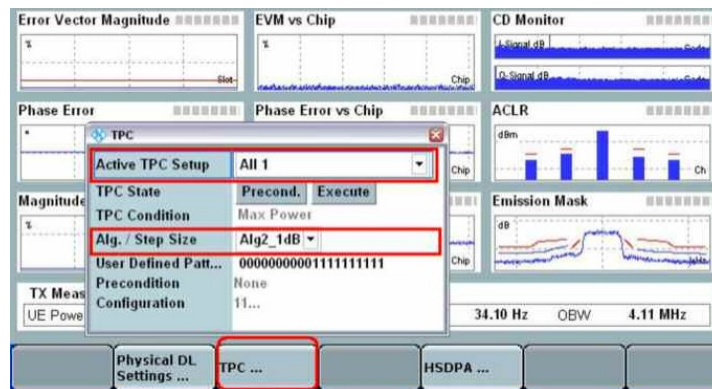 Error Vector Magnitude
EVM vs Chip
CD Monitor
%
Slot
%
Chip
I-Signal dB
Code
Q-Signal dB
Phase Error
Phase Error vs Chip
ACLR
°
Chip
dBm
Ch
TPC
Active TPC Setup All 1
TPC State Precond. Execute
TPC Condition Max Power
Alg. / Step Size Alg2_1dB
User Defined Patt... 00000000001111111111
Precondition None
Configuration 11...
Magnitude
%
Chip
Emission Mask
dB
TX Meas
UE Powe
34.10 Hz OBW 4.11 MHz
Physical DL
Settings ...
TPC ...
HSDPA ...